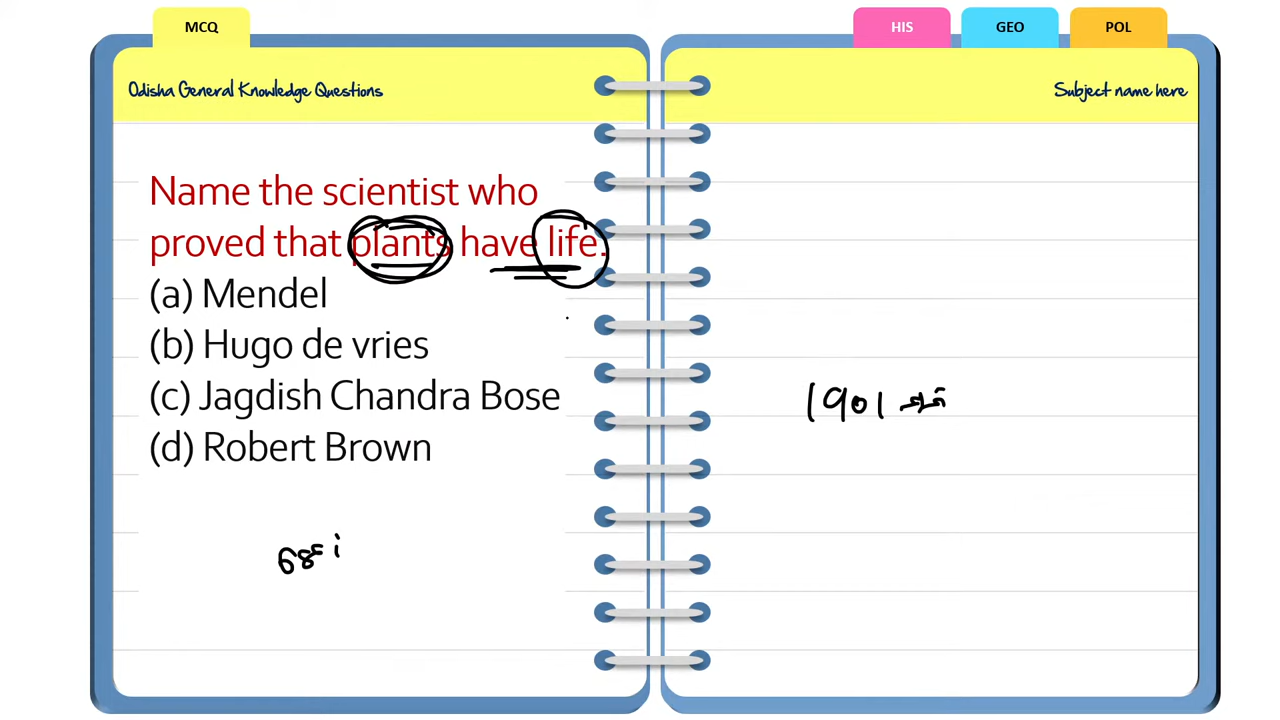 MCQ
HIS GEO POL
Odisha General Knowledge Questions
Subject name here
Name the scientist who
proved that plants have life.
(a) Mendel
(b) Hugo de vries
(c) Jagdish Chandra Bose
(d) Robert Brown
1901